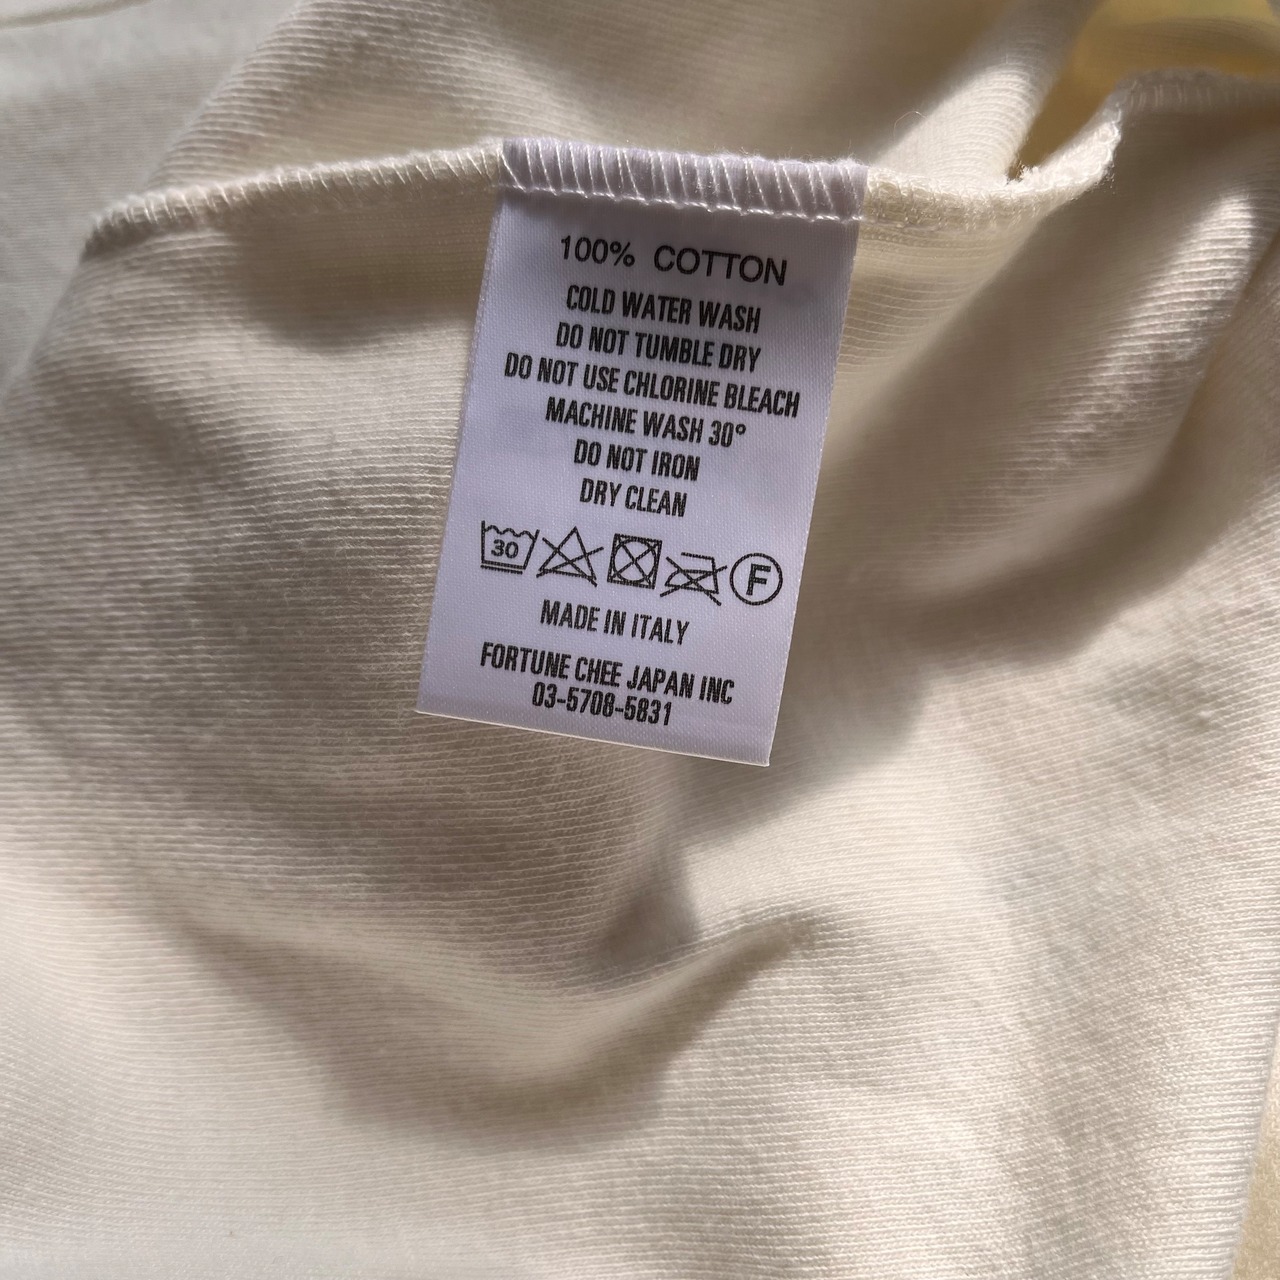 100% COTTON
COLD WATER WASH
DO NOT TUMBLE DRY
DO NOT USE CHLORINE BLEACH
MACHINE WASH 30°
DO NOT IRON
DRY CLEAN
30 F
MADE IN ITALY
FORTUNE CHEE JAPAN INC
03-5708-5831